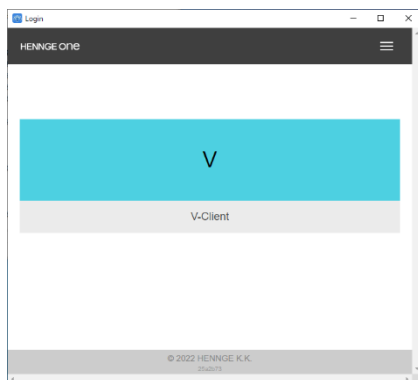 Login
HENNGE one
V
V-Client
© 2022 HENNGE K.K.